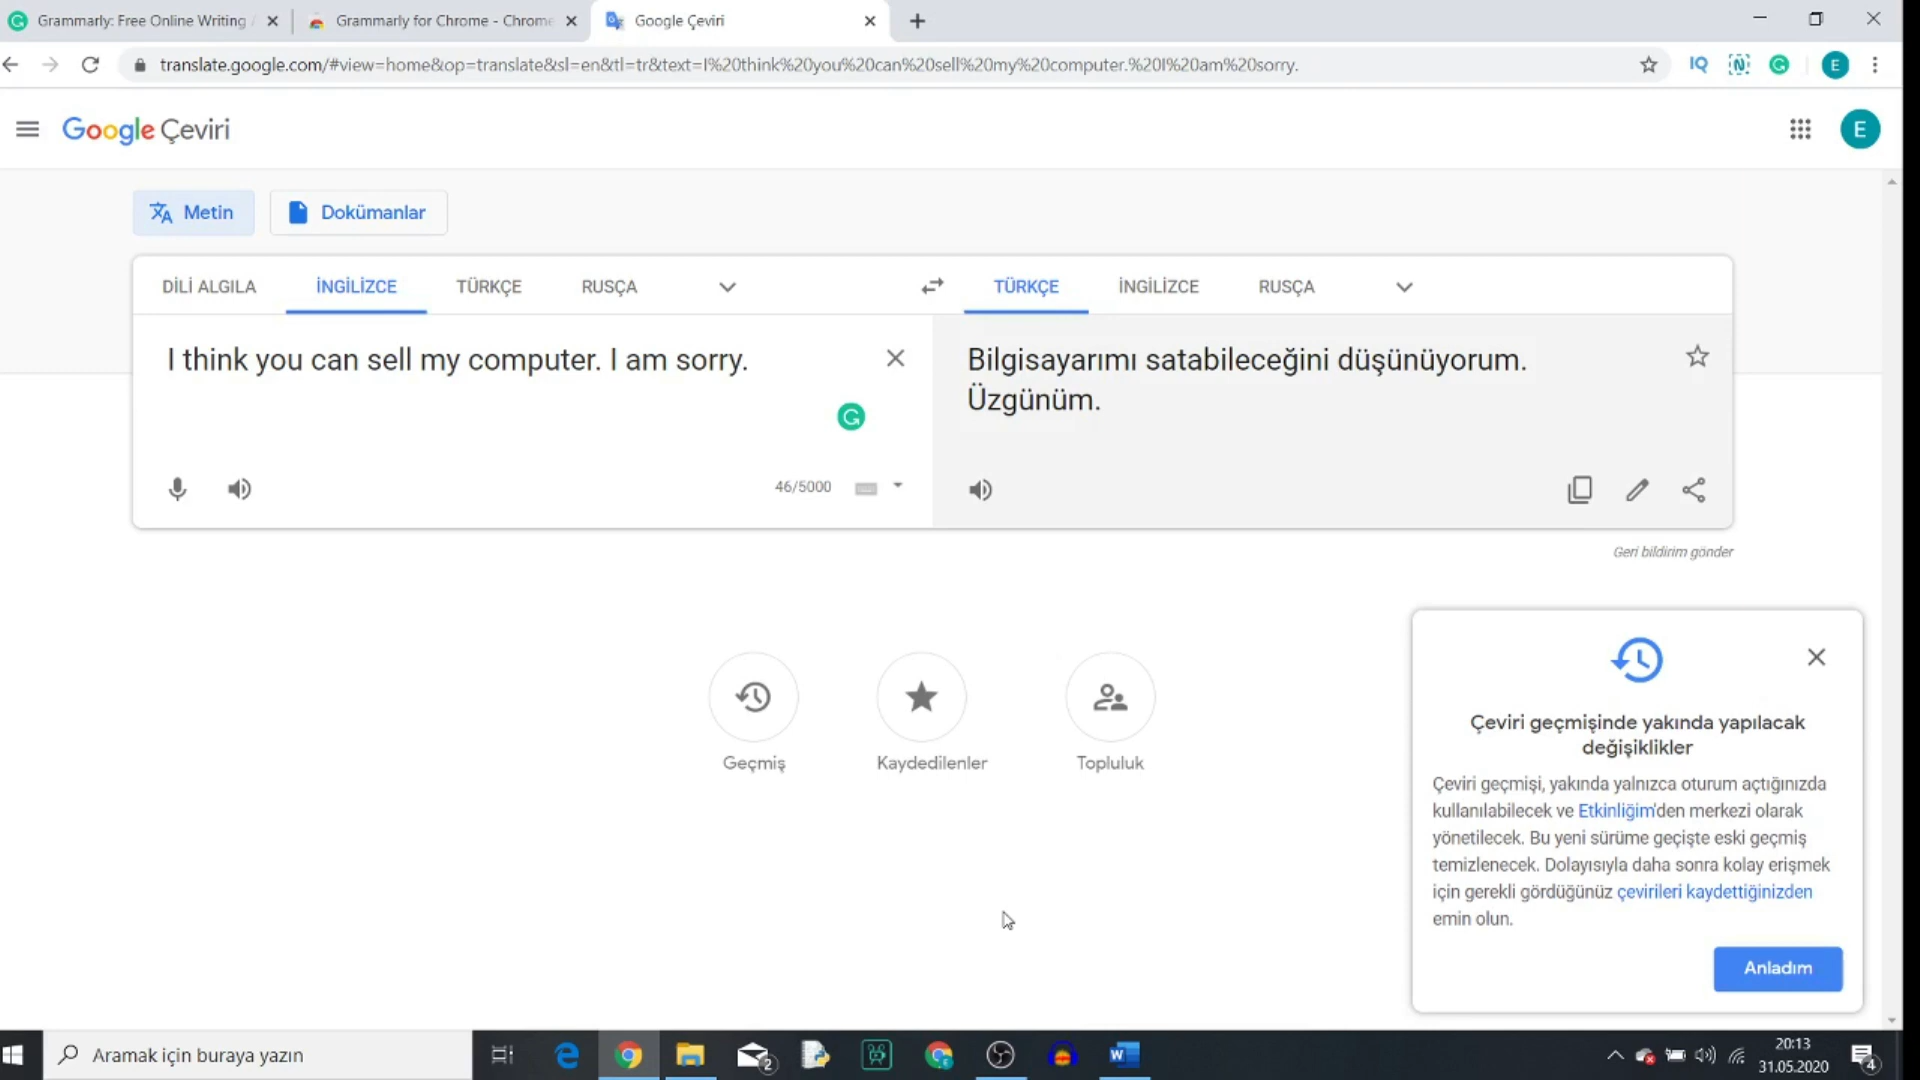 Grammarly: Free Online Writing
Grammarly for Chrome - Chrome
Google Çeviri
translate.google.com/#view=home&op=translate&sl=en&tl=tr&text=I%20think%20you%20can%20sell%20my%20computer.%20I%20am%20sorry.
IQ
N
E
Google Çeviri
E
Metin
Dokümanlar
DİLİ ALGILA
İNGİLİZCE
TÜRKÇE
RUSÇA
TÜRKÇE
İNGİLİZCE
RUSÇA
I think you can sell my computer. I am sorry.
Bilgisayarımı satabileceğini düşünüyorum.
Üzgünüm.
46/5000
Geri bildirim gönder
Geçmiş
Kaydedilenler
Topluluk
Çeviri geçmişinde yakında yapılacak
değişiklikler
Çeviri geçmişi, yakında yalnızca oturum açtığınızda
kullanılabilecek ve Etkinliğim'den merkezi olarak
yönetilecek. Bu yeni sürüme geçişte eski geçmiş
temizlenecek. Dolayısıyla daha sonra kolay erişmek
için gerekli gördüğünüz çevirileri kaydettiğinizden
emin olun.
Anladım
Aramak için buraya yazın
2
W
20:13
31.05.2020
4